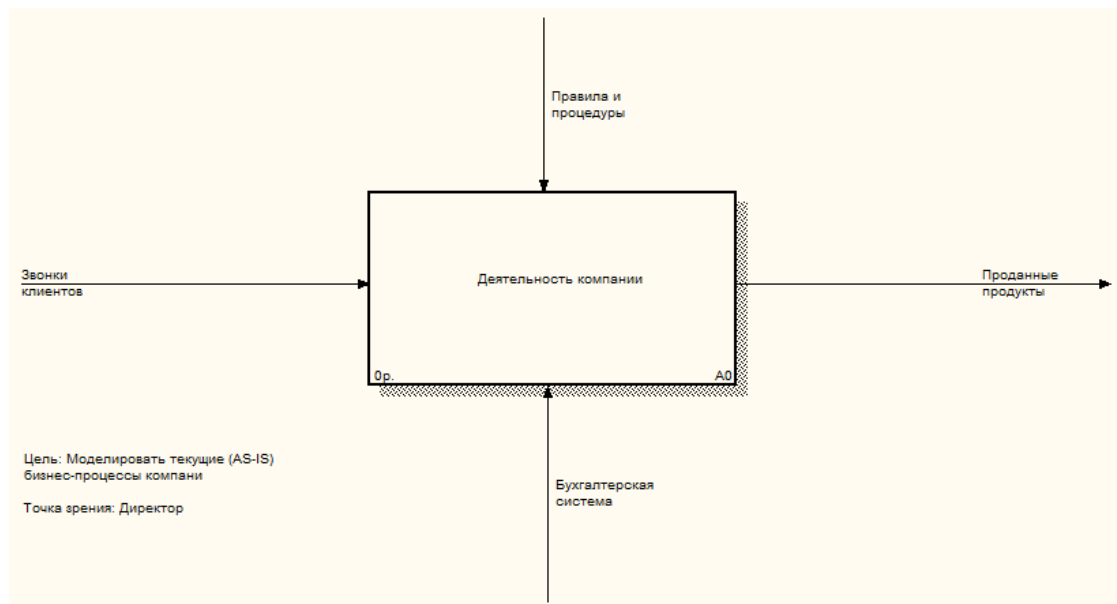 Правила и
процедуры
Звонки
клиентов
Деятельность компании
Проданные
продукты
0р.
A0
Цель: Моделировать текущие (AS-IS)
бизнес-процессы компани
Точка зрения: Директор
Бухгалтерская
система